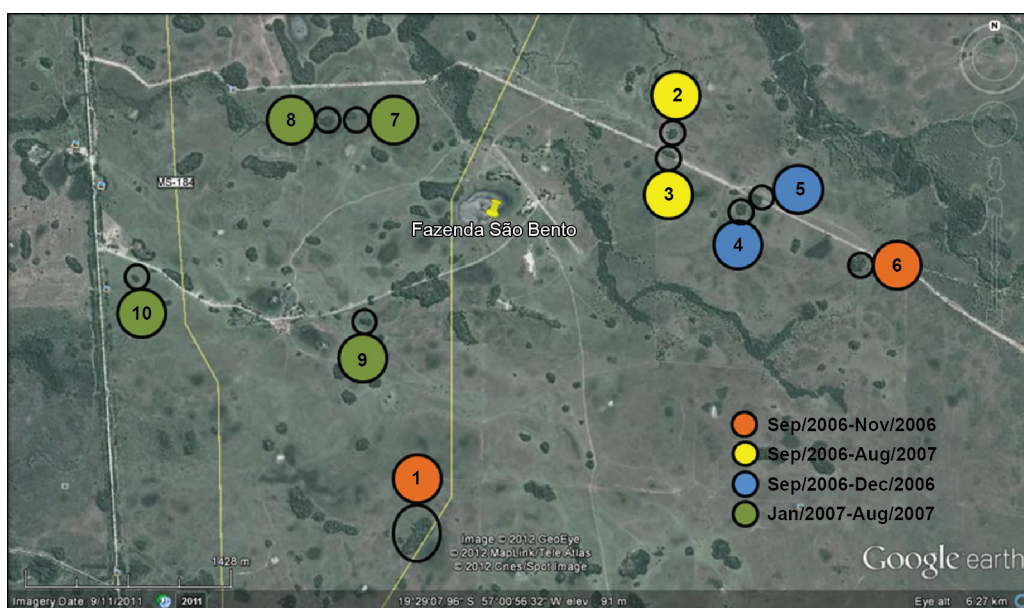 N
2
8
7
5
3
MS-184
Fazenda São Bento
4
6
10
9
Sep/2006-Nov/2006
Sep/2006-Aug/2007
1
Sep/2006-Dec/2006
Jan/2007-Aug/2007
Image © 2012 GeoEye
© 2012 MapLink/Tele Atlas
© 2012 Cnes Spot Image
Google earth
1428 m
Imagery Date: 9/11/2011 2011 19°29'07.96" S 57°00'56.32" W elev 91 m Eye alt 6.27 km